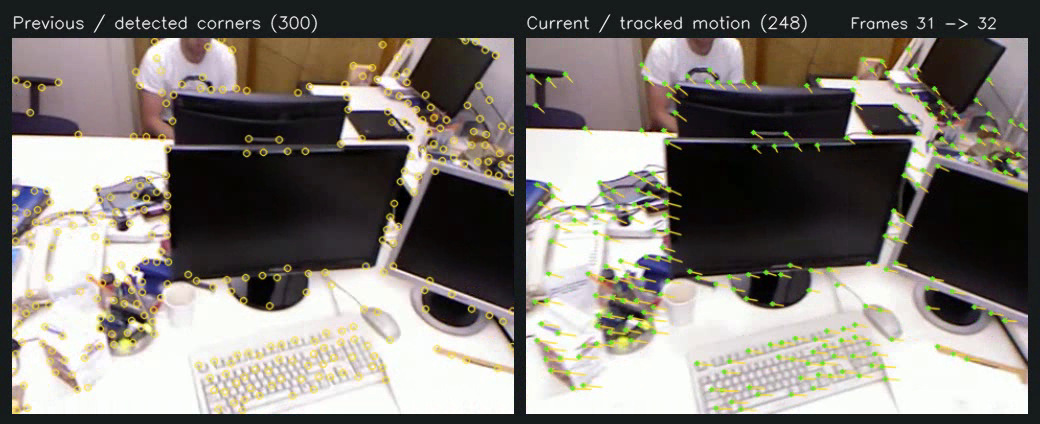 Previous / detected corners (300)
Current / tracked motion (248)
Frames 31 -> 32